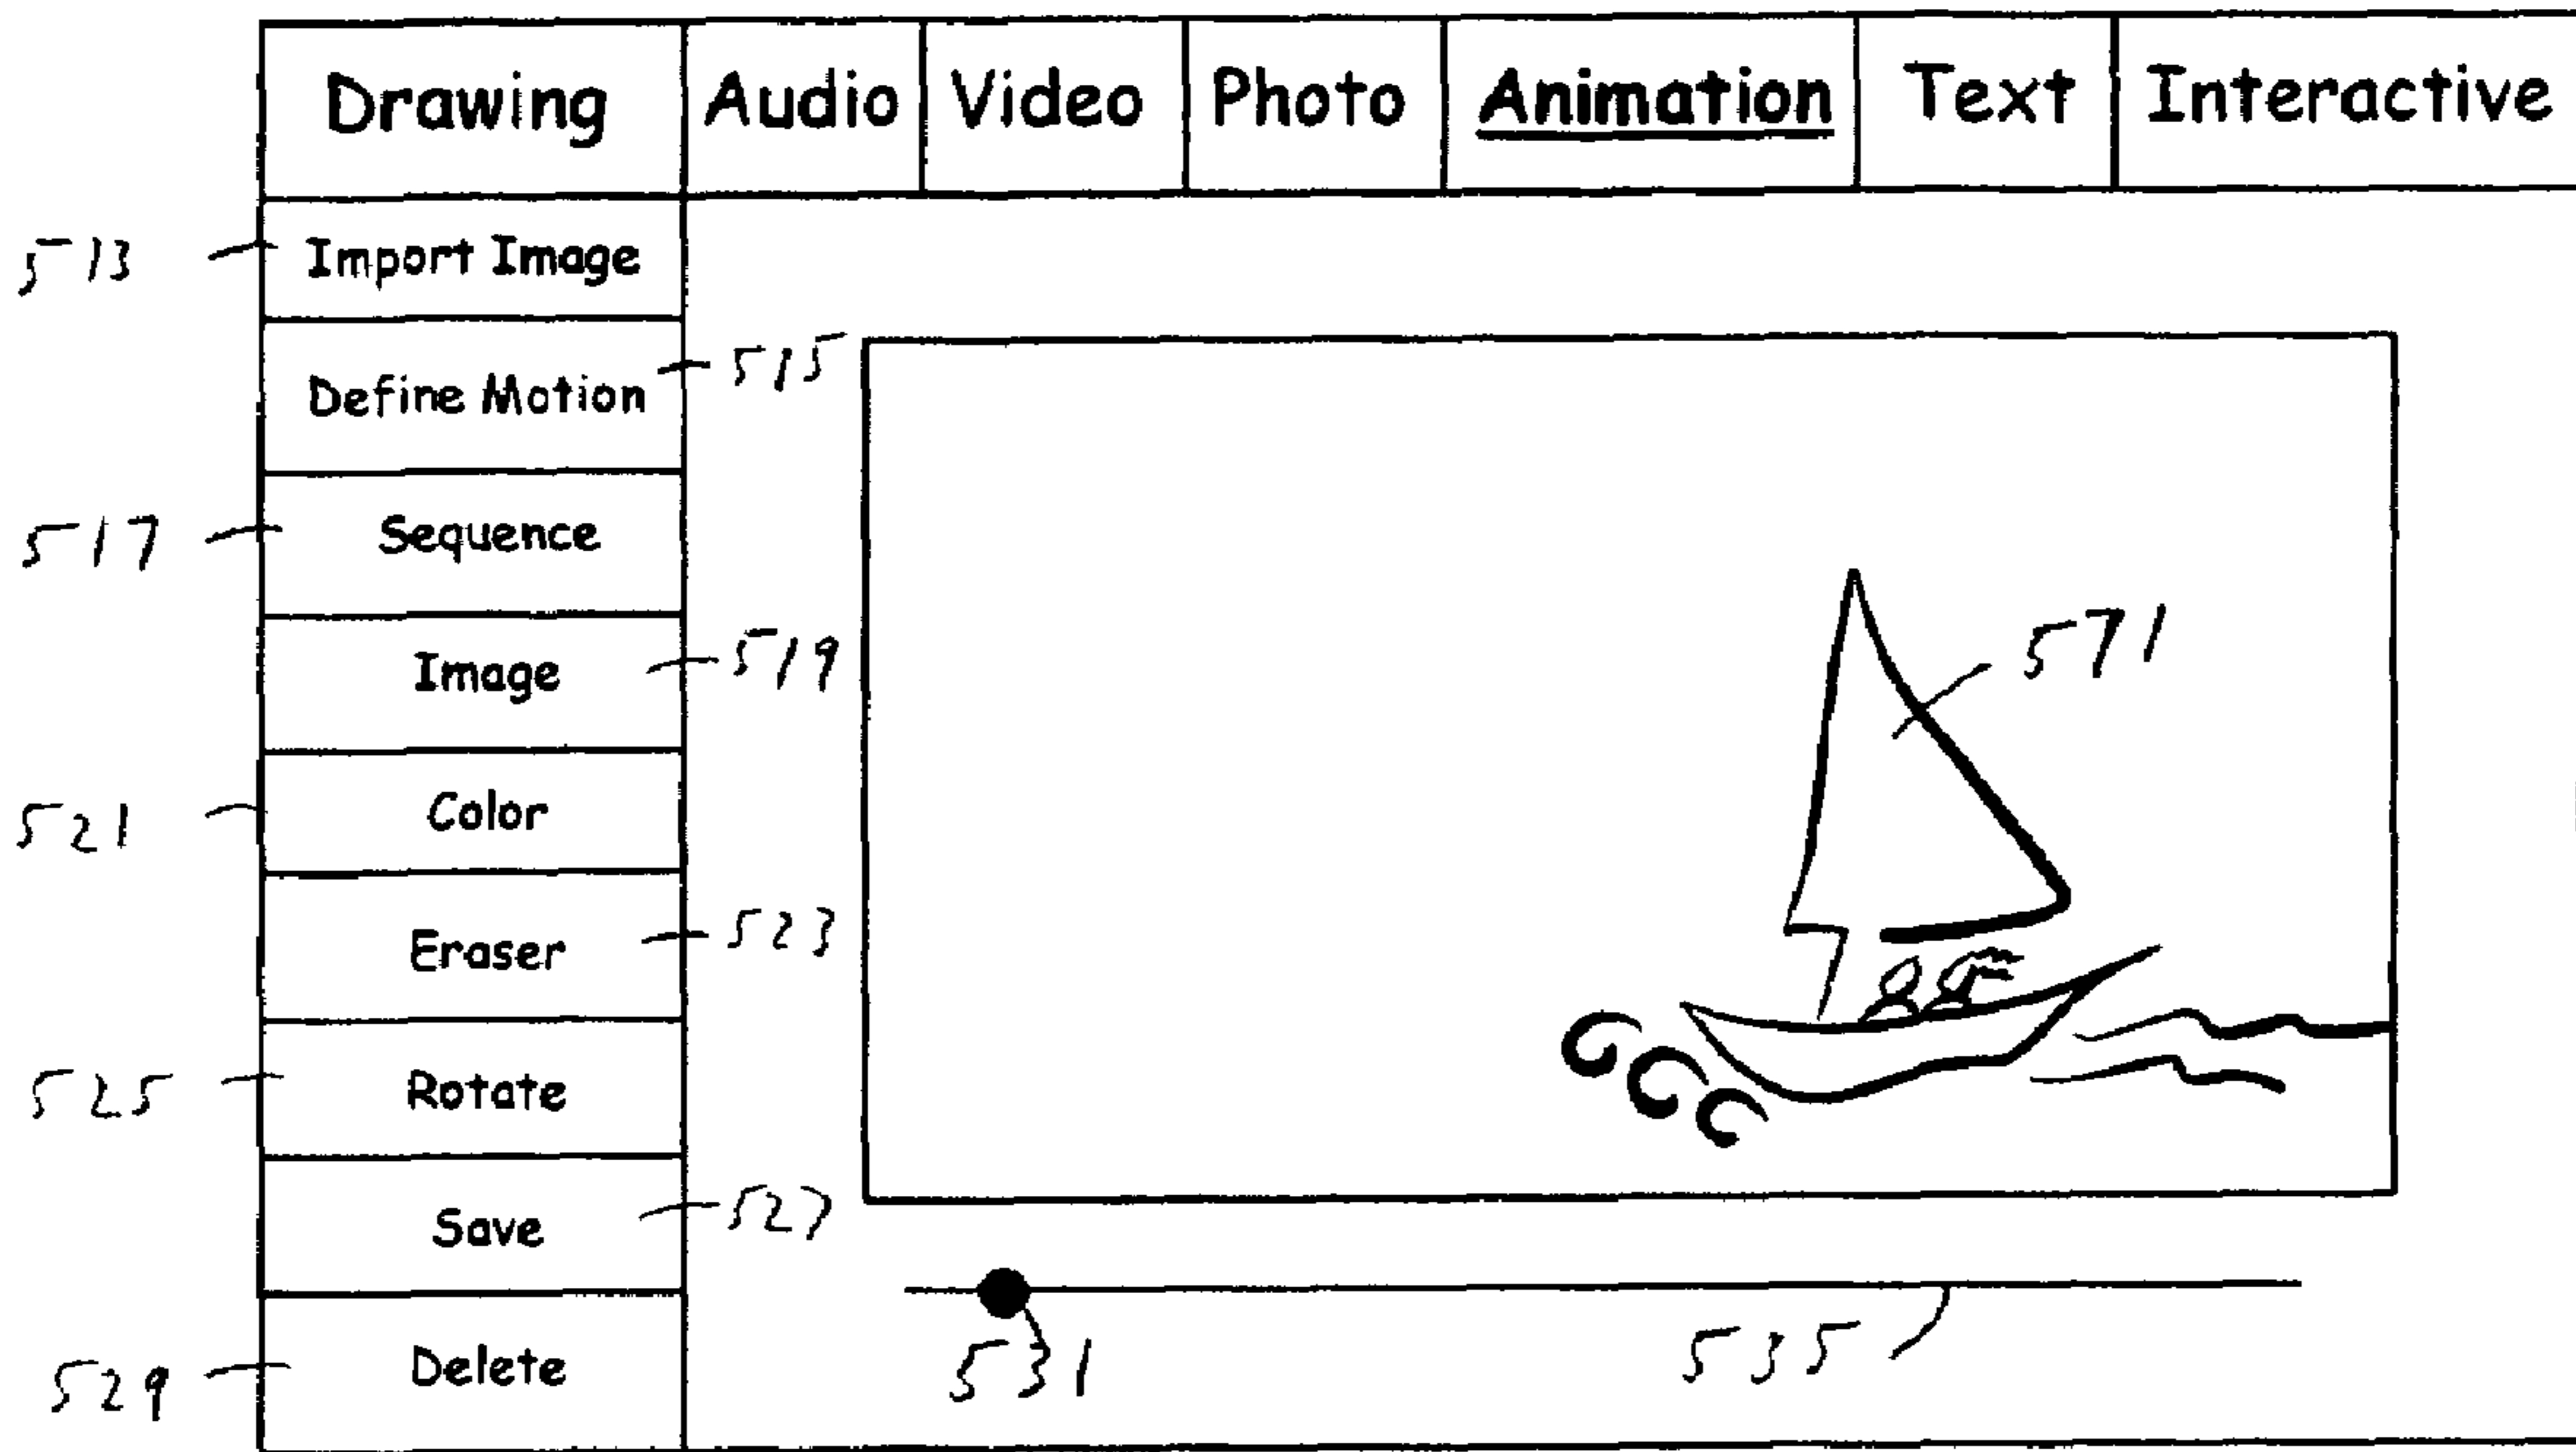 Drawing Audio Video Photo Animation Text Interactive
513 Import Image
Define Motion 515
517 Sequence
Image 519
571
521 Color
Eraser 523
525 Rotate
Save 527
529 Delete
531 535